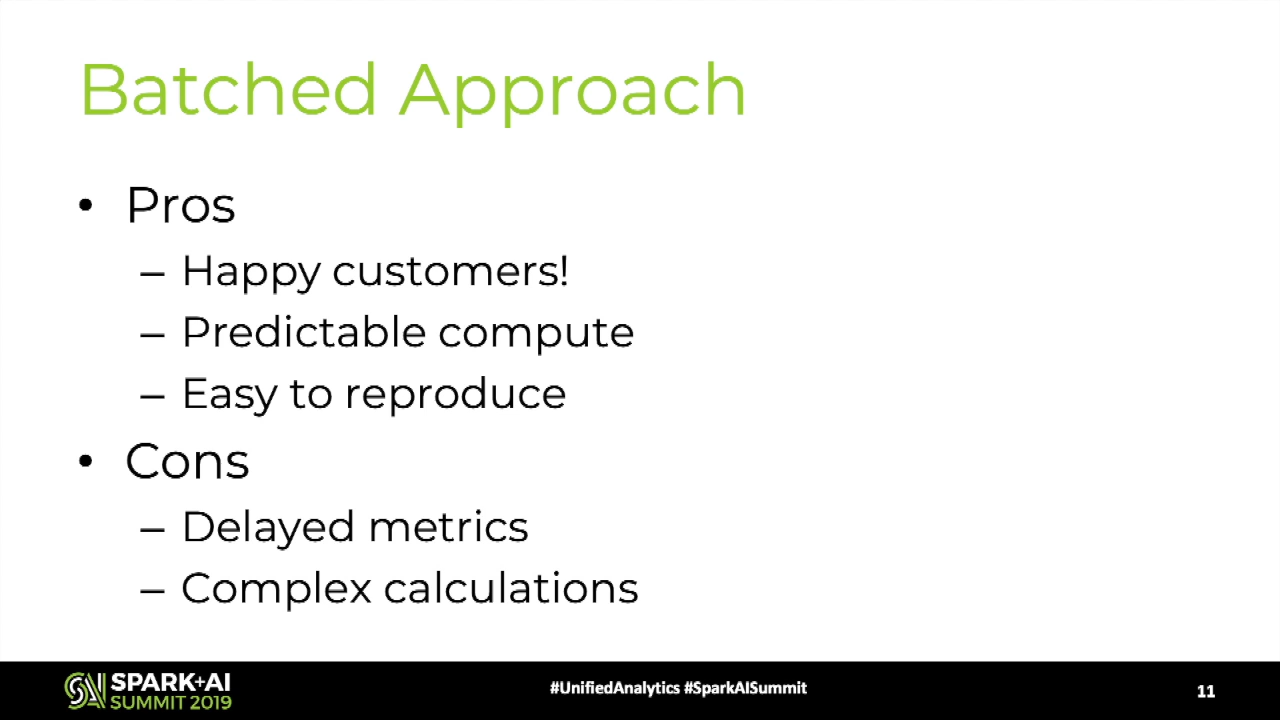 Batched Approach
• Pros
– Happy customers!
– Predictable compute
– Easy to reproduce
• Cons
– Delayed metrics
– Complex calculations
SPARK+AI
SUMMIT 2019
#UnifiedAnalytics #SparkAISummit
11